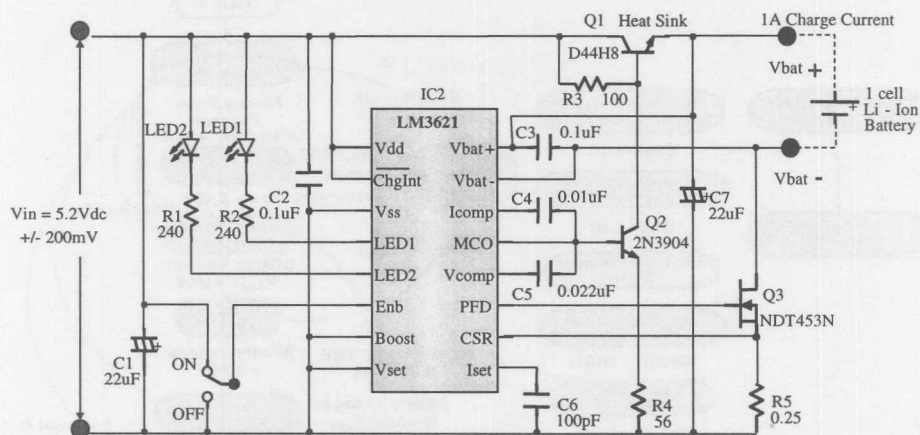 Q1
Heat Sink
1A Charge Current
D44H8
Vbat +
R3 100
1 cell
Li - Ion
Battery
Vbat -
IC2
LM3621
LED2
LED1
Vdd
ChgInt
Vss
LED1
LED2
Enb
Boost
Vset
Vbat+
Vbat-
Icomp
MCO
Vcomp
PFD
CSR
Iset
C3
0.1uF
C4
0.01uF
C5
0.022uF
C2
0.1uF
R1
240
R2
240
Vin = 5.2Vdc
+/- 200mV
Q2
2N3904
C7
22uF
+
Q3
NDT453N
C1
22uF
+
ON
OFF
C6
100pF
R4
56
R5
0.25
+